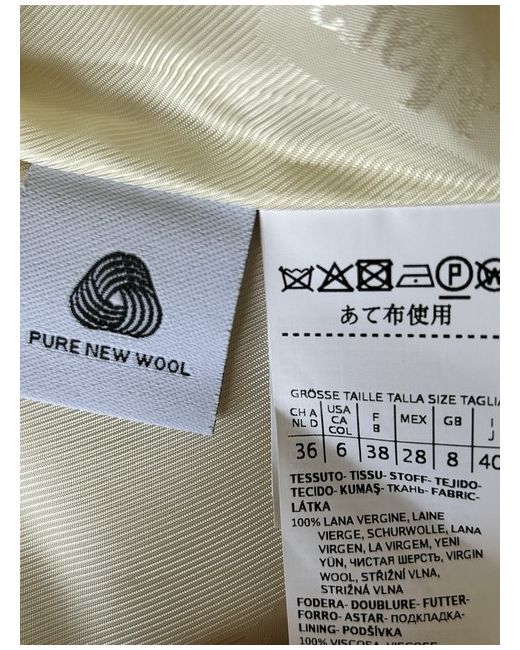 PURE NEW WOOL
P
あて布使用
GRÖSSE TAILLE TALLA SIZE TAGLIA
CH A NL D USA CA COL F B MEX GB I J
36 6 38 28 8 40
TESSUTO- TISSU- STOFF- TEJIDO-
TECIDO- KUMAŞ- ТКАНЬ- FABRIC-
LÁTKA
100% LANA VERGINE, LAINE
VIERGE, SCHURWOLLE, LANA
VIRGEN, LA VIRGEM, YENI
YÜN, ЧИСТАЯ ШЕРСТЬ, VIRGIN
WOOL, STŘIŽNÍ VLNA,
STRIŽNÁ VLNA
FODERA- DOUBLURE- FUTTER-
FORRO- ASTAR- ПОДКЛАДКА-
LINING- PODŠÍVKA
100% VISCOSA, VISCOSE